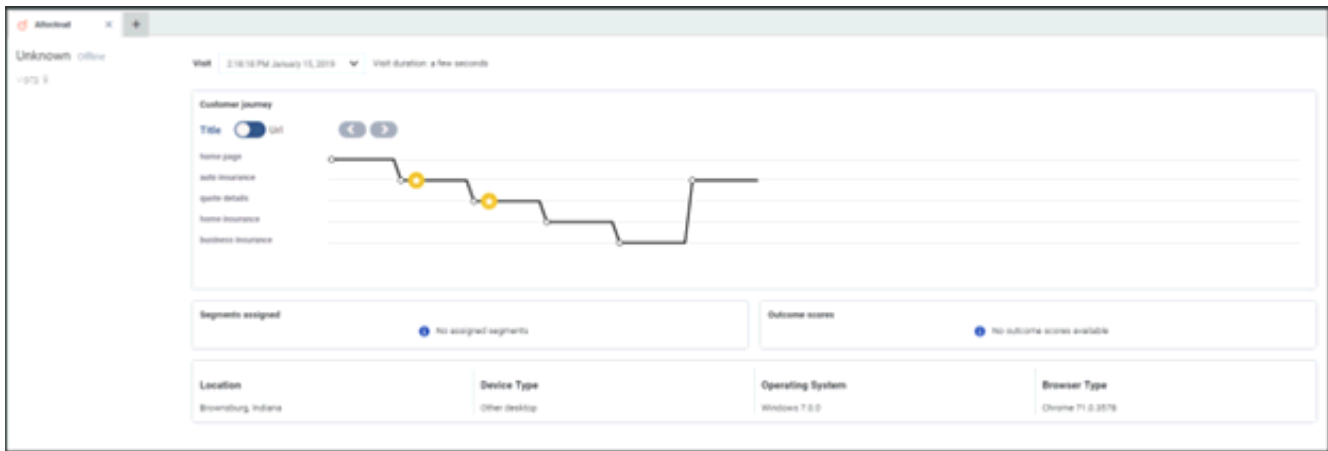 Unknown Offline
Visit 2:18:18 PM January 15, 2019 Visit duration: a few seconds
Customer journey
Title Url
home page
auto insurance
quote details
home insurance
business insurance
Segments assigned
No assigned segments
Outcome scores
No outcome scores available
Location
Brownsburg, Indiana
Device Type
Other desktop
Operating System
Windows 7.0.0
Browser Type
Chrome 71.0.3578